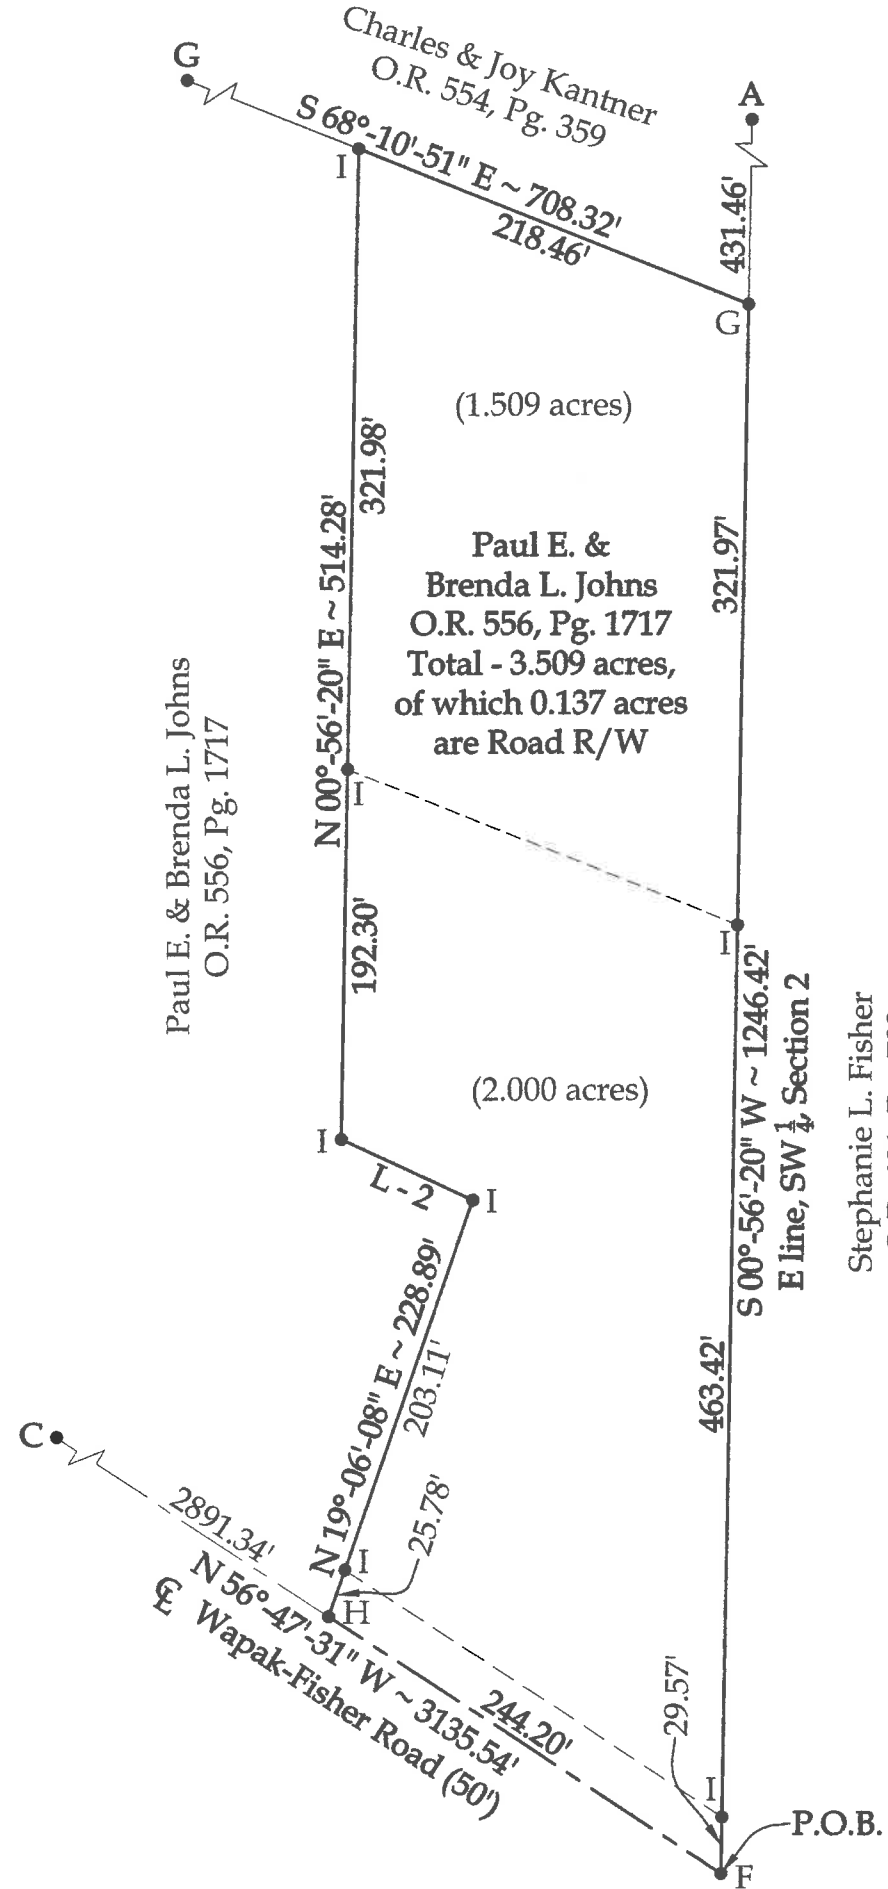 Charles & Joy Kantner
O.R. 554, Pg. 359
G
A
S 68°-10'-51" E ~ 708.32'
218.46'
431.46'
I
G
(1.509 acres)
321.98'
N 00°-56'-20" E ~ 514.28'
321.97'
Paul E. &
Brenda L. Johns
O.R. 556, Pg. 1717
Total - 3.509 acres,
of which 0.137 acres
are Road R/W
Paul E. & Brenda L. Johns
O.R. 556, Pg. 1717
I
192.30'
I
S 00°-56'-20" W ~ 1246.42'
E line, SW 1/4, Section 2
Stephanie L. Fisher
(2.000 acres)
I
L - 2
I
N 19°-06'-08" E ~ 228.89'
203.11'
463.42'
C
2891.34'
25.78'
I
H
N 56°-47'-31" W ~ 3135.54'
℄ Wapak-Fisher Road (50')
244.20'
29.57'
I
P.O.B.
F